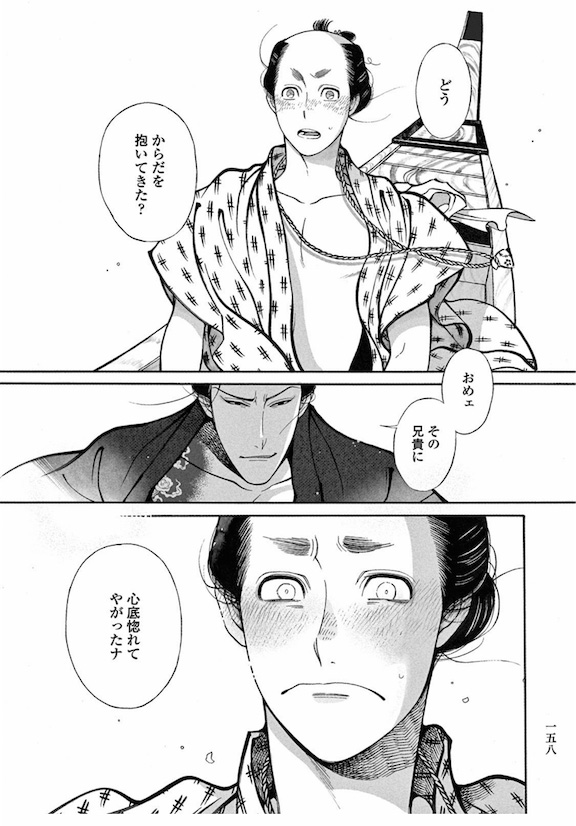 どう
からだを
抱いてきた?
おめェ
その
兄貴に
心底惚れて
やがったナ
一五八